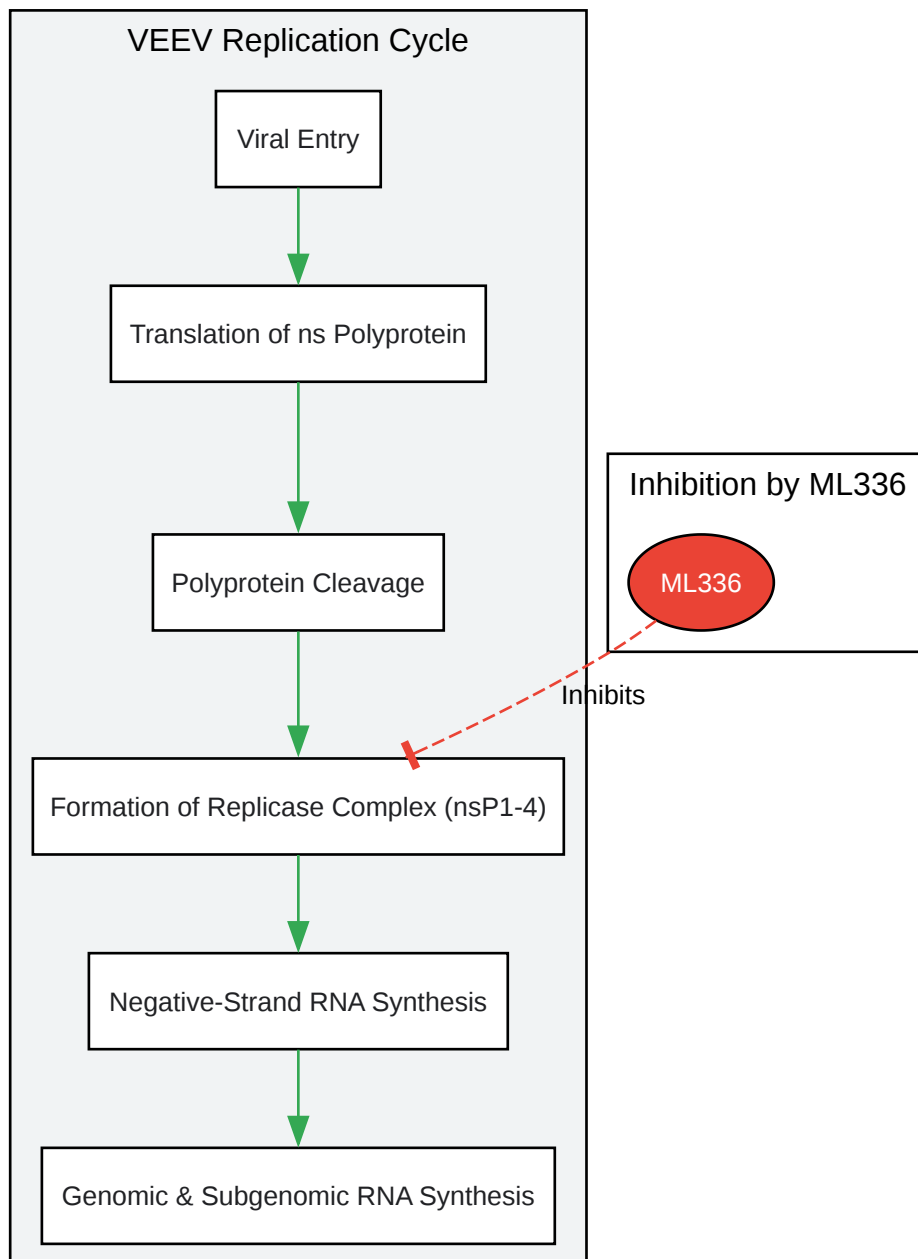 VEEV Replication Cycle
Viral Entry
Translation of ns Polyprotein
Polyprotein Cleavage
Inhibition by ML336
ML336
Inhibits
Formation of Replicase Complex (nsP1-4)
Negative-Strand RNA Synthesis
Genomic & Subgenomic RNA Synthesis